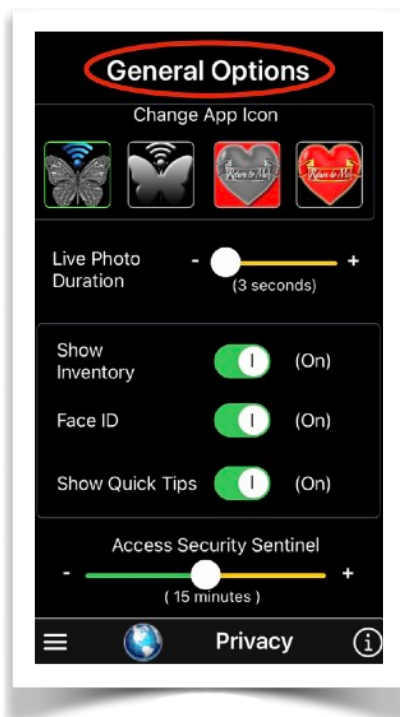 General Options
Change App Icon
Return to Me
Return to Me
Live Photo
Duration
- +
(3 seconds)
Show
Inventory
(On)
Face ID
(On)
Show Quick Tips
(On)
Access Security Sentinel
- +
( 15 minutes )
Privacy